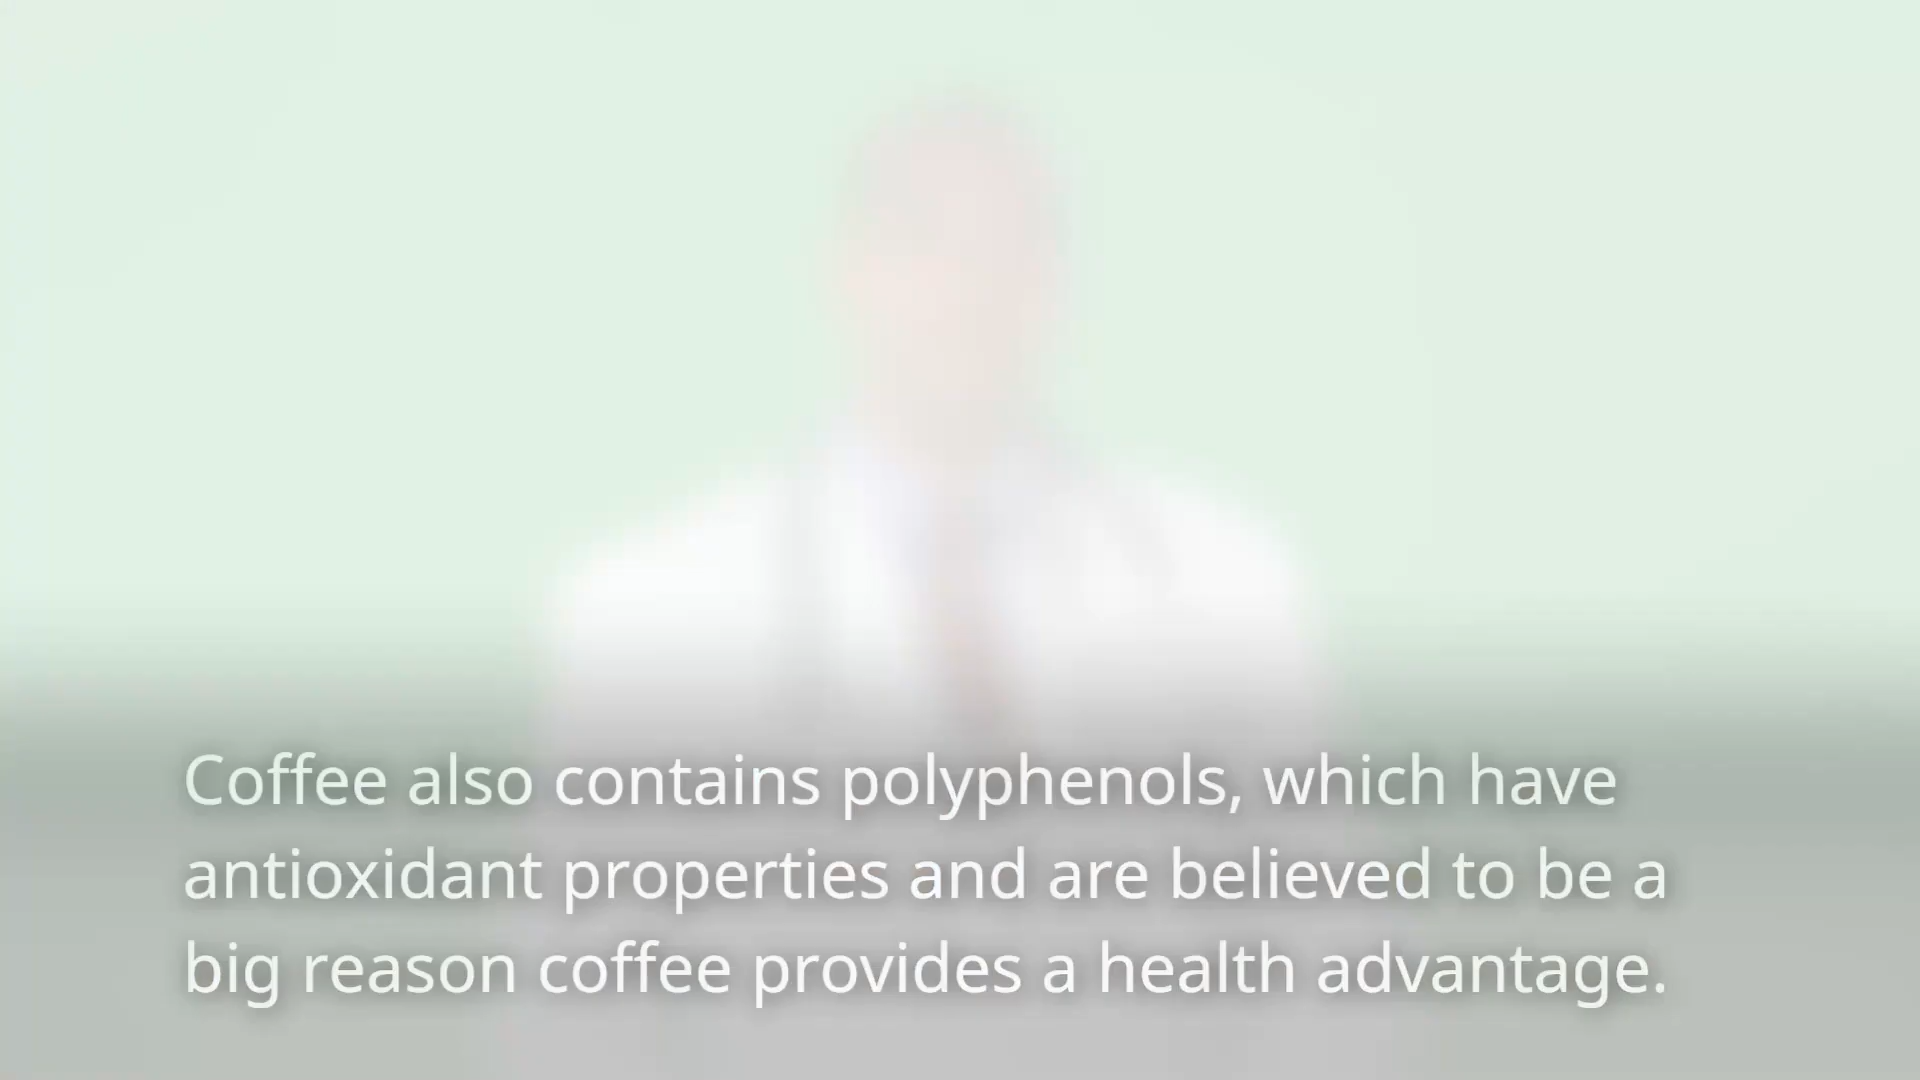 Coffee also contains polyphenols, which have
antioxidant properties and are believed to be a
big reason coffee provides a health advantage.